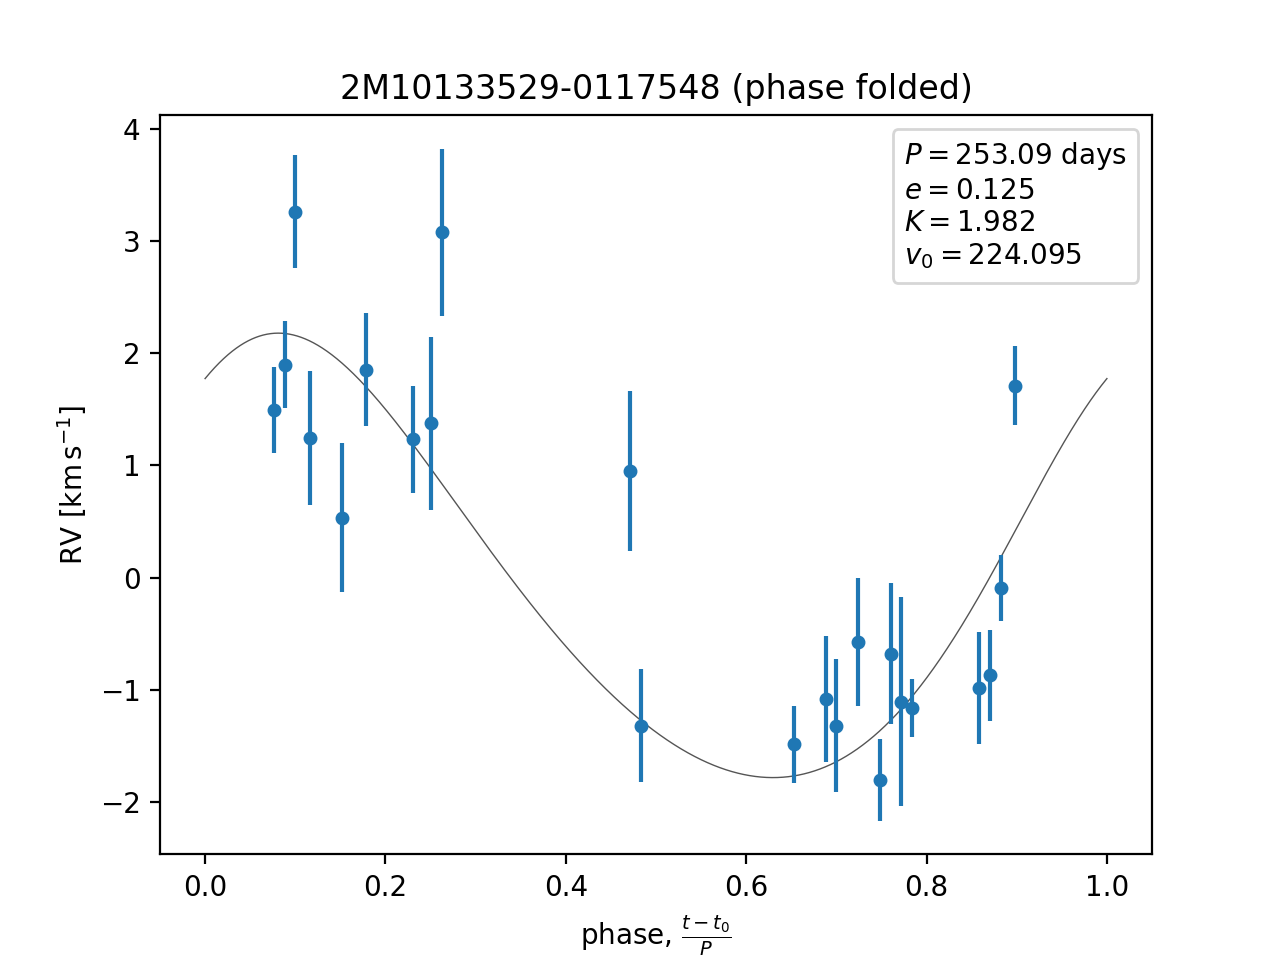 2M10133529-0117548 (phase folded)
4
3
2
1
0
−1
−2
RV [km s⁻¹]
P = 253.09 days
e = 0.125
K = 1.982
v₀ = 224.095
0.0 0.2 0.4 0.6 0.8 1.0
phase, (t − t₀)/P